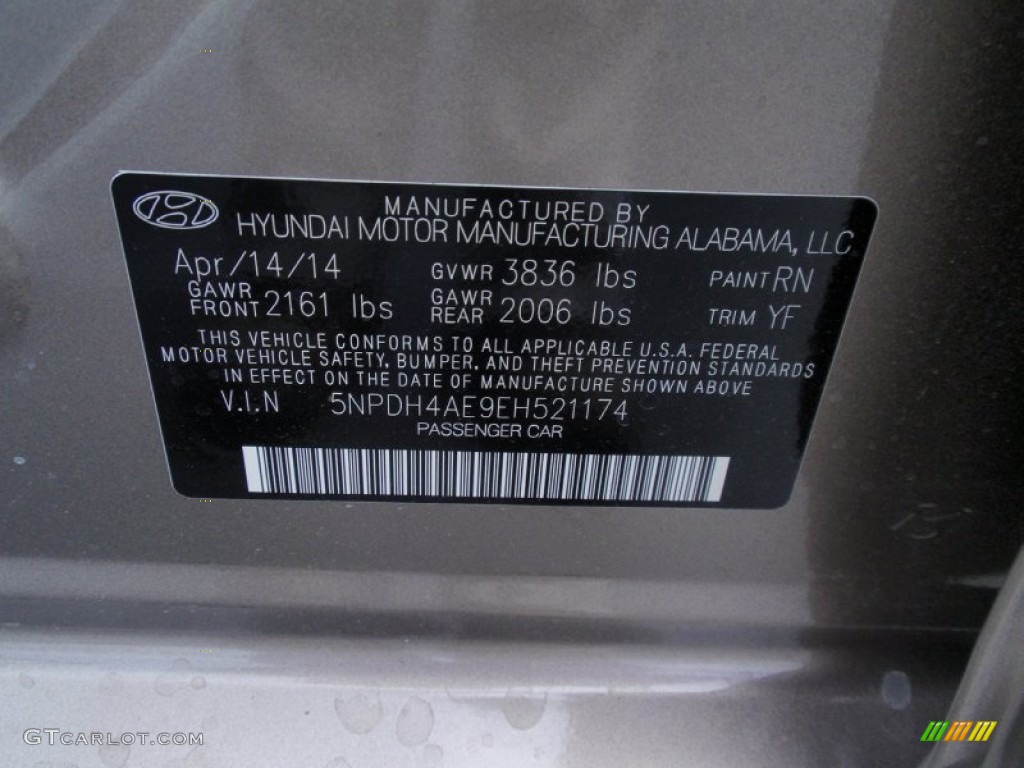 MANUFACTURED BY
HYUNDAI MOTOR MANUFACTURING ALABAMA, LLC
Apr/14/14 GVWR 3836 lbs PAINT RN
GAWR FRONT 2161 lbs GAWR REAR 2006 lbs TRIM YF
THIS VEHICLE CONFORMS TO ALL APPLICABLE U.S.A. FEDERAL
MOTOR VEHICLE SAFETY, BUMPER, AND THEFT PREVENTION STANDARDS
IN EFFECT ON THE DATE OF MANUFACTURE SHOWN ABOVE
V.I.N 5NPDH4AE9EH521174
PASSENGER CAR
GTCARLOT.COM